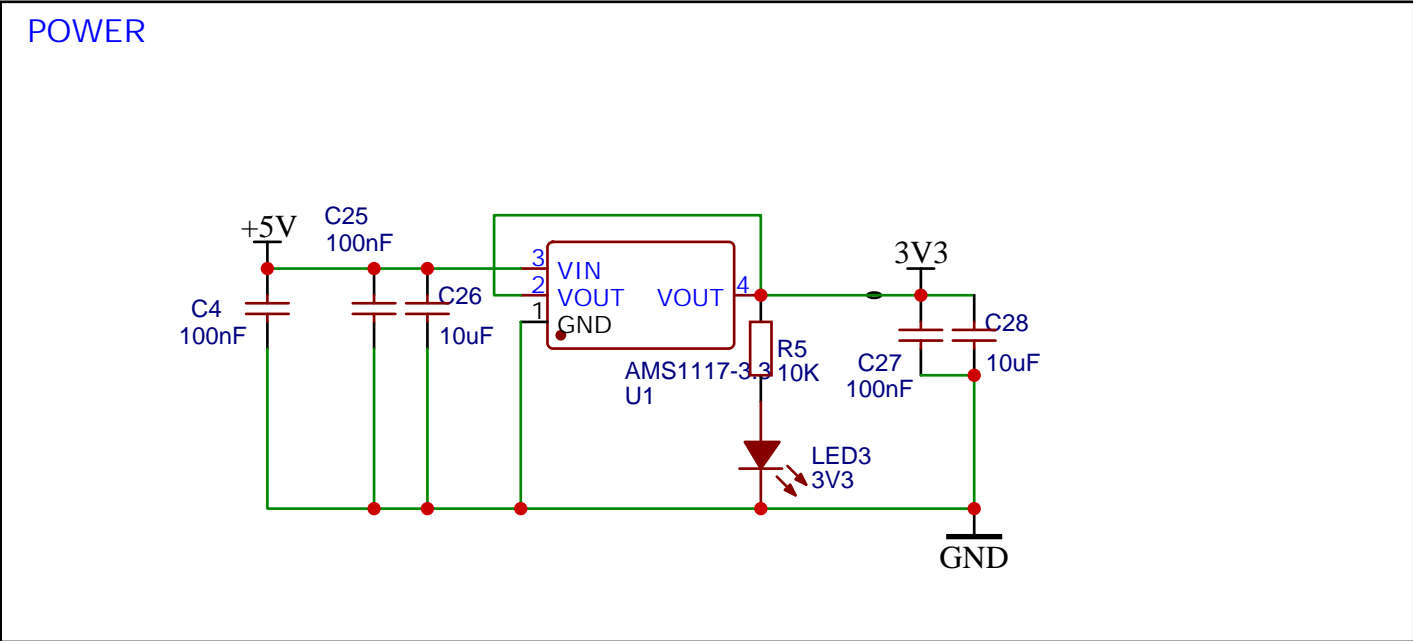 POWER
+5V
C25
100nF
C4
100nF
C26
10uF
3
VIN
2
VOUT
VOUT
4
1
GND
AMS1117-3.3
U1
R5
10K
LED3
3V3
3V3
C27
100nF
C28
10uF
GND